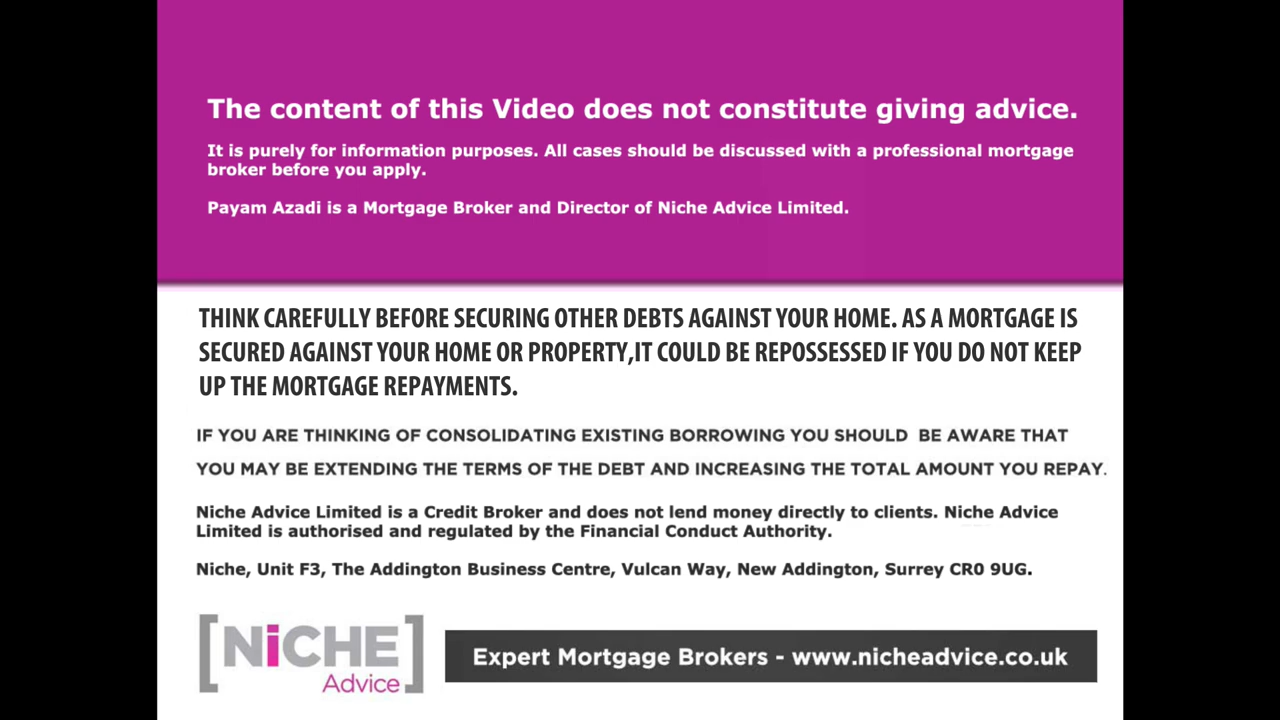 The content of this Video does not constitute giving advice.
It is purely for information purposes. All cases should be discussed with a professional mortgage
broker before you apply.
Payam Azadi is a Mortgage Broker and Director of Niche Advice Limited.
THINK CAREFULLY BEFORE SECURING OTHER DEBTS AGAINST YOUR HOME. AS A MORTGAGE IS
SECURED AGAINST YOUR HOME OR PROPERTY,IT COULD BE REPOSSESSED IF YOU DO NOT KEEP
UP THE MORTGAGE REPAYMENTS.
IF YOU ARE THINKING OF CONSOLIDATING EXISTING BORROWING YOU SHOULD BE AWARE THAT
YOU MAY BE EXTENDING THE TERMS OF THE DEBT AND INCREASING THE TOTAL AMOUNT YOU REPAY.
Niche Advice Limited is a Credit Broker and does not lend money directly to clients. Niche Advice
Limited is authorised and regulated by the Financial Conduct Authority.
Niche, Unit F3, The Addington Business Centre, Vulcan Way, New Addington, Surrey CR0 9UG.
[NiCHE
Advice]
Expert Mortgage Brokers - www.nicheadvice.co.uk